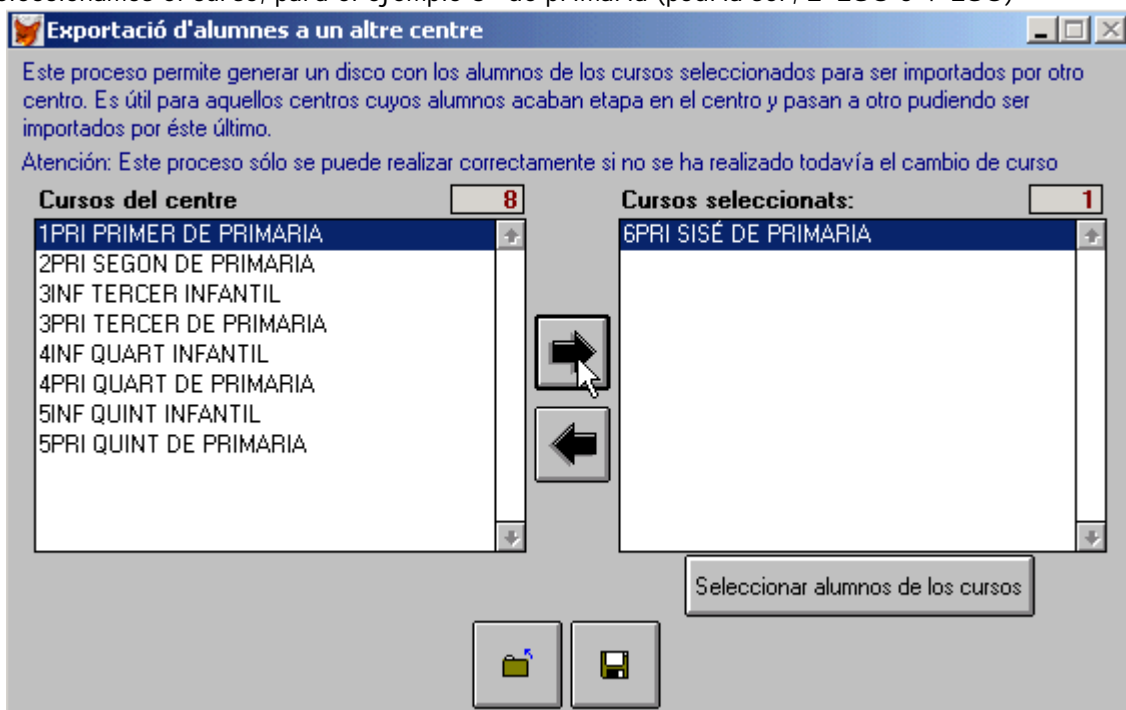 Exportació d'alumnes a un altre centre
Este proceso permite generar un disco con los alumnos de los cursos seleccionados para ser importados por otro
centro. Es útil para aquellos centros cuyos alumnos acaban etapa en el centro y pasan a otro pudiendo ser
importados por éste último.
Atención: Este proceso sólo se puede realizar correctamente si no se ha realizado todavía el cambio de curso
Cursos del centre 8
Cursos seleccionats: 1
1PRI PRIMER DE PRIMARIA
2PRI SEGON DE PRIMARIA
3INF TERCER INFANTIL
3PRI TERCER DE PRIMARIA
4INF QUART INFANTIL
4PRI QUART DE PRIMARIA
5INF QUINT INFANTIL
5PRI QUINT DE PRIMARIA
6PRI SISÉ DE PRIMARIA
Seleccionar alumnos de los cursos